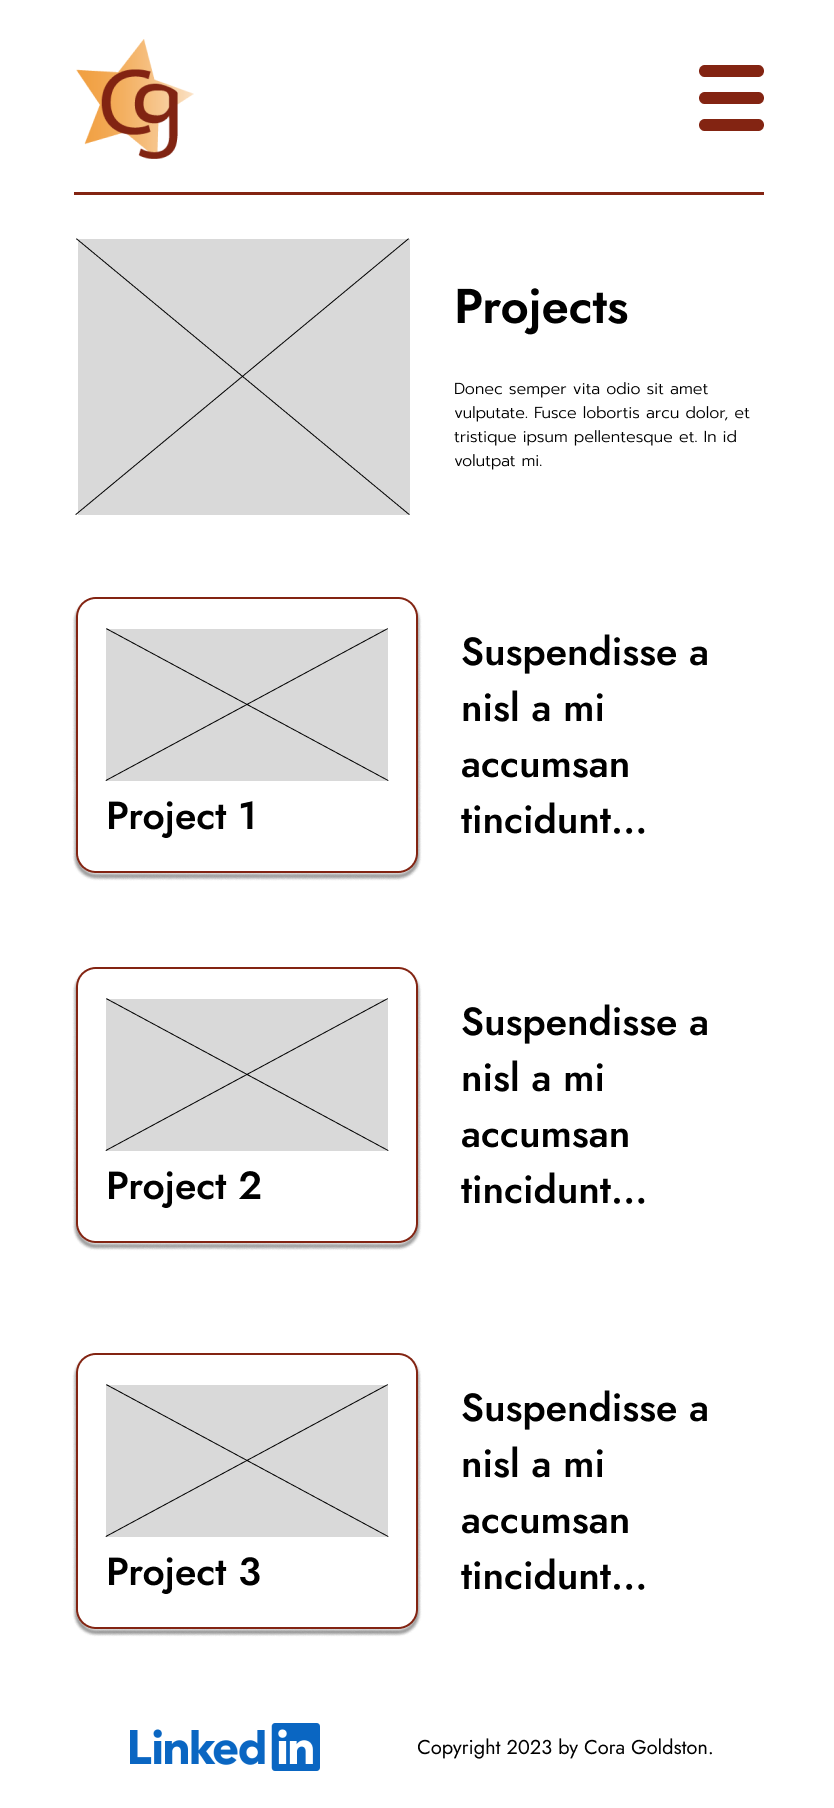 Cg
Projects
Donec semper vita odio sit amet
vulputate. Fusce lobortis arcu dolor, et
tristique ipsum pellentesque et. In id
volutpat mi.
Project 1
Suspendisse a
nisl a mi
accumsan
tincidunt...
Project 2
Suspendisse a
nisl a mi
accumsan
tincidunt...
Project 3
Suspendisse a
nisl a mi
accumsan
tincidunt...
Linked in
Copyright 2023 by Cora Goldston.